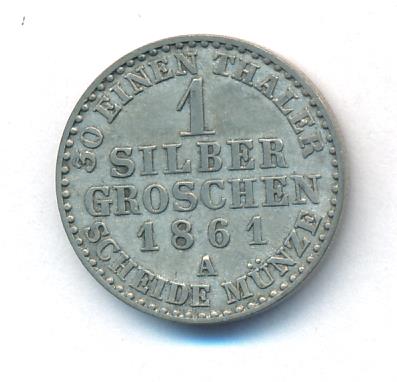 30 EINEN THALER
1
SILBER
GROSCHEN
1861
A
SCHEIDE MÜNZE